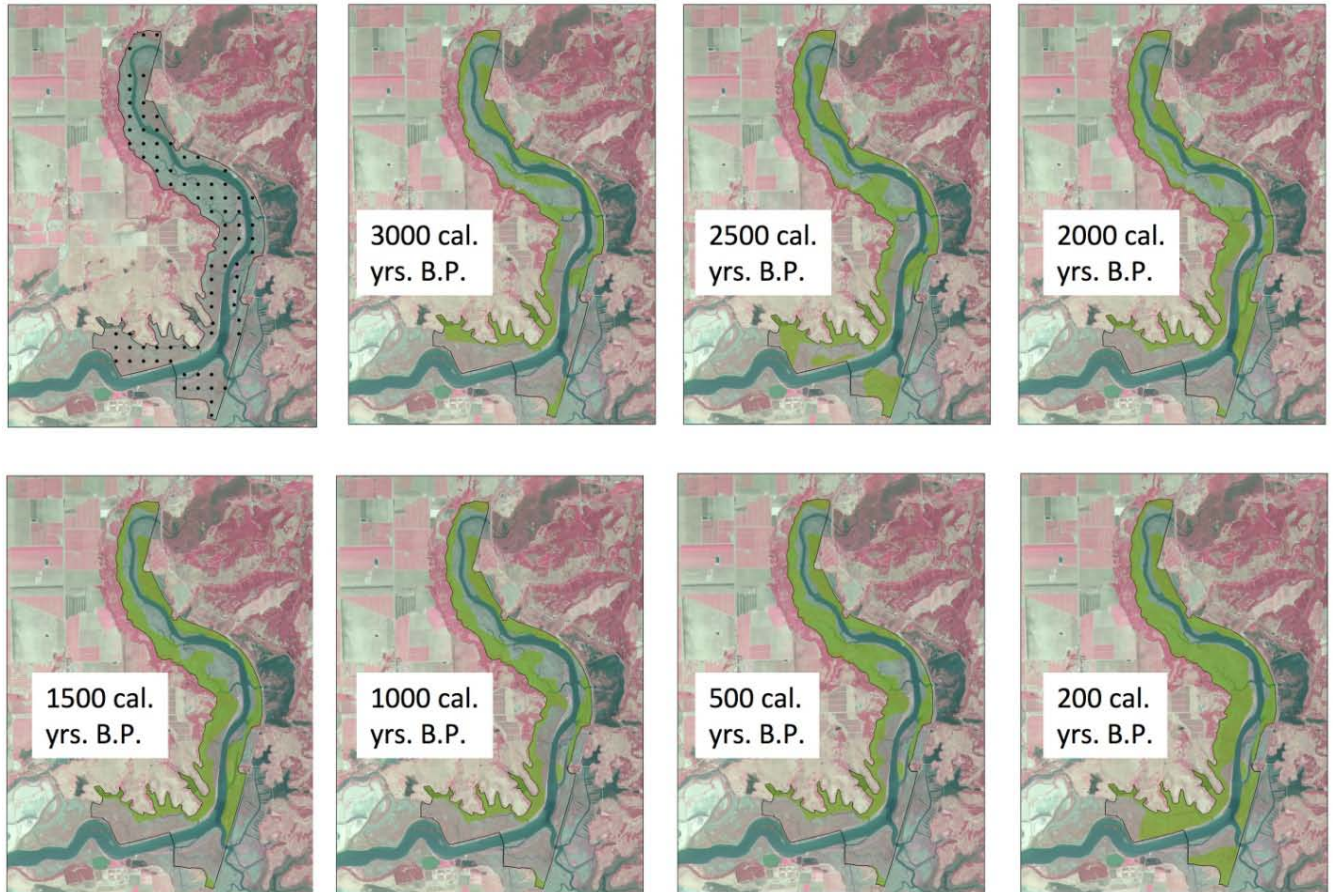 3000 cal.
yrs. B.P.
2500 cal.
yrs. B.P.
2000 cal.
yrs. B.P.
1500 cal.
yrs. B.P.
1000 cal.
yrs. B.P.
500 cal.
yrs. B.P.
200 cal.
yrs. B.P.